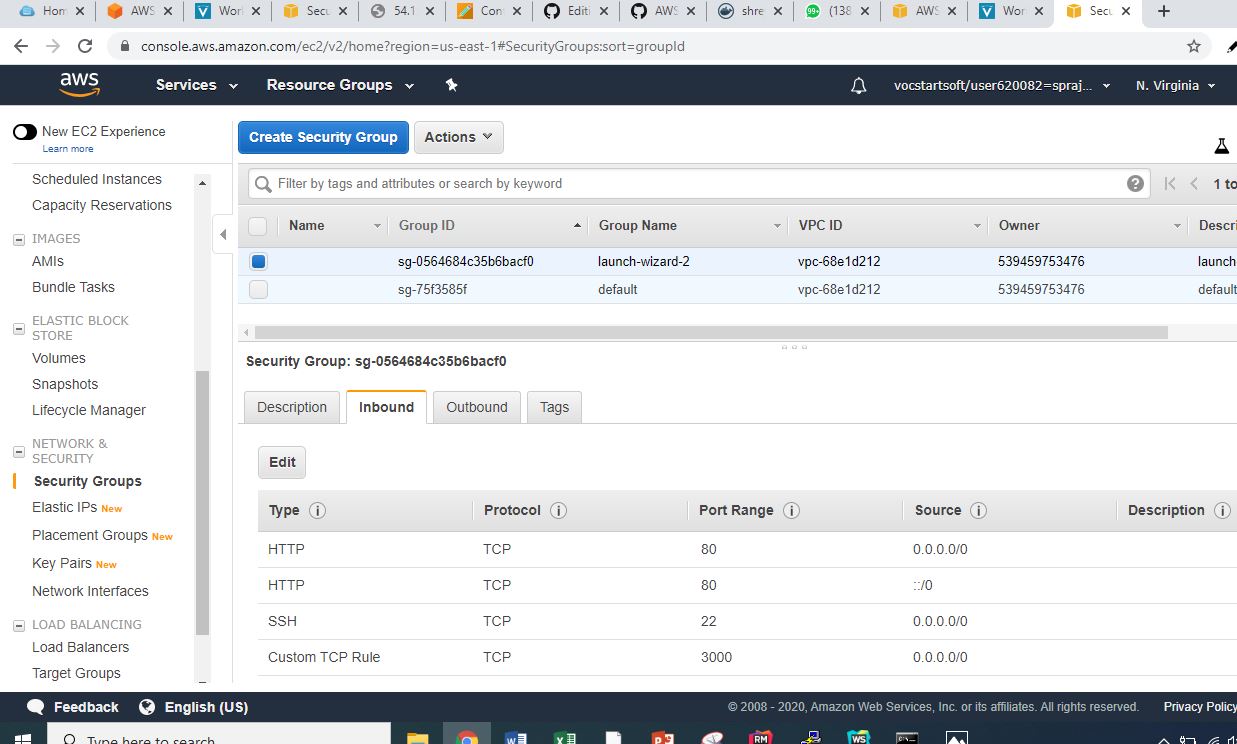 Hom
AWS
Work
Secu
54.1
Con
Editi
AWS
shre
(138
AWS
Wor
Secu
console.aws.amazon.com/ec2/v2/home?region=us-east-1#SecurityGroups:sort=groupId
aws
Services
Resource Groups
vocstartsoft/user620082=spraj...
N. Virginia
New EC2 Experience
Learn more
Create Security Group
Actions
Scheduled Instances
Capacity Reservations
IMAGES
AMIs
Bundle Tasks
ELASTIC BLOCK
STORE
Volumes
Snapshots
Lifecycle Manager
NETWORK &
SECURITY
Security Groups
Elastic IPs New
Placement Groups New
Key Pairs New
Network Interfaces
LOAD BALANCING
Load Balancers
Target Groups
Filter by tags and attributes or search by keyword
1 to
Name Group ID Group Name VPC ID Owner Descri
sg-0564684c35b6bacf0 launch-wizard-2 vpc-68e1d212 539459753476 launch-
sg-75f3585f default vpc-68e1d212 539459753476 default
Security Group: sg-0564684c35b6bacf0
Description Inbound Outbound Tags
Edit
Type Protocol Port Range Source Description
HTTP TCP 80 0.0.0.0/0
HTTP TCP 80 ::/0
SSH TCP 22 0.0.0.0/0
Custom TCP Rule TCP 3000 0.0.0.0/0
Feedback English (US) © 2008 - 2020, Amazon Web Services, Inc. or its affiliates. All rights reserved. Privacy Policy
Type here to search